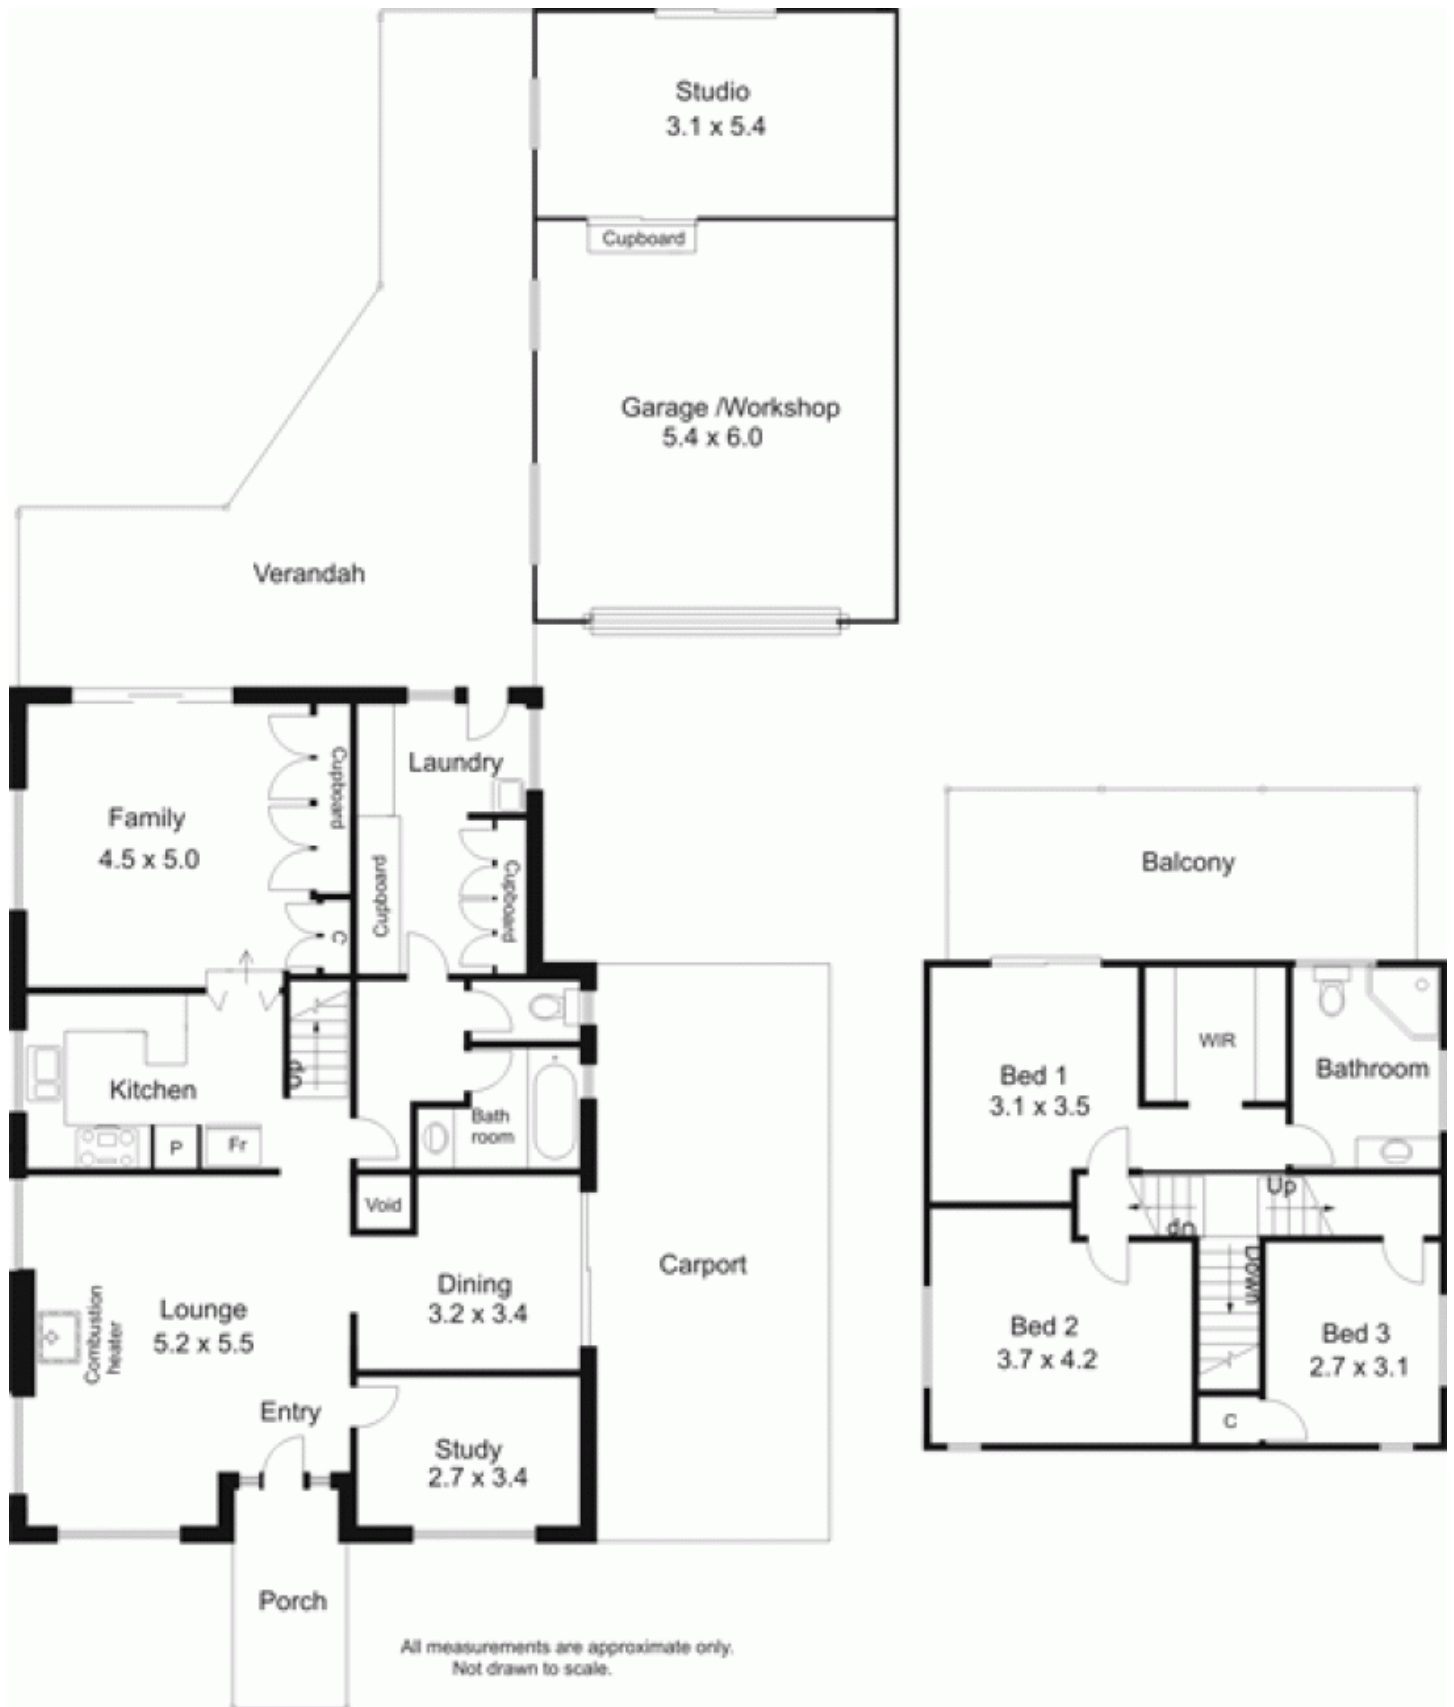 Studio
3.1 x 5.4
Cupboard
Garage /Workshop
5.4 x 6.0
Verandah
Family
4.5 x 5.0
Cupboard
C
Laundry
Cupboard
Cupboard
Kitchen
P
Fr
Up
Bath
room
Void
Lounge
5.2 x 5.5
Combustion
heater
Dining
3.2 x 3.4
Carport
Entry
Study
2.7 x 3.4
Porch
Balcony
Bed 1
3.1 x 3.5
WIR
Bathroom
Up
Up
Down
Bed 2
3.7 x 4.2
Bed 3
2.7 x 3.1
C
All measurements are approximate only.
Not drawn to scale.